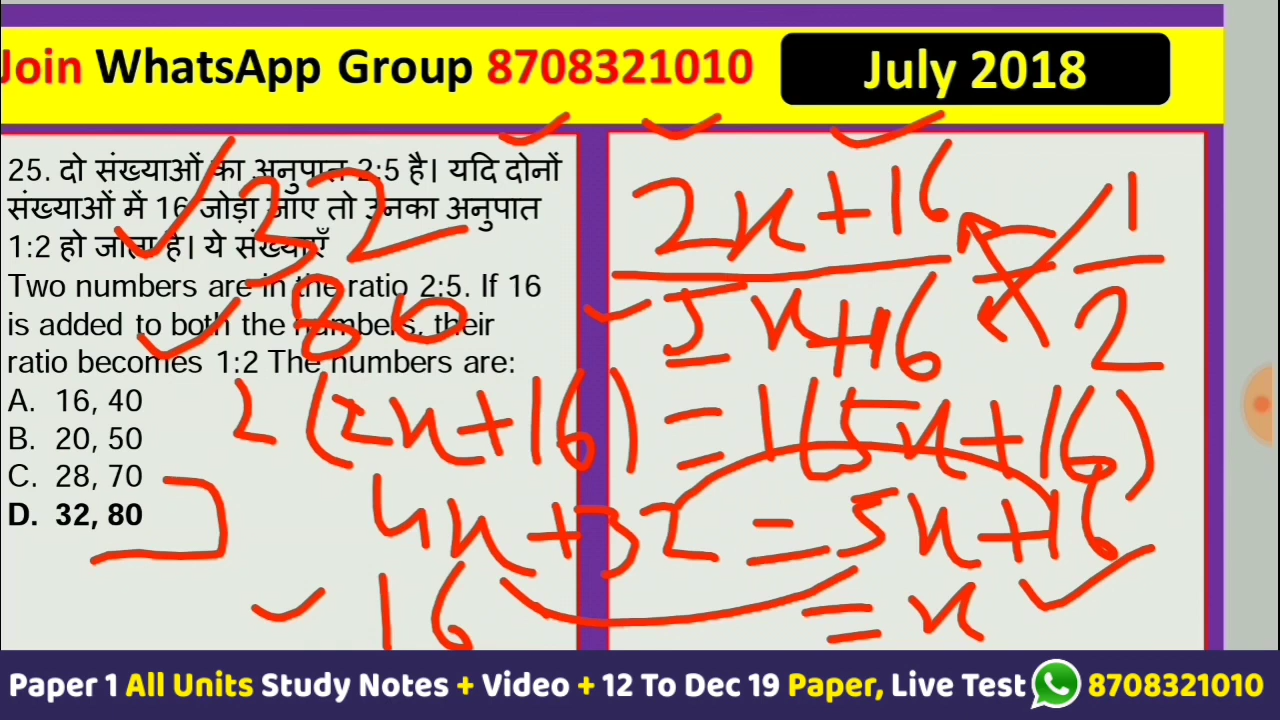 Join WhatsApp Group 8708321010
July 2018
25. दो संख्याओं का अनुपात 2:5 है। यदि दोनों
संख्याओं में 16 जोड़ा जाए तो उनका अनुपात
1:2 हो जाता है। ये संख्याएँ
Two numbers are in the ratio 2:5. If 16
is added to both the numbers, their
ratio becomes 1:2 The numbers are:
A. 16, 40
B. 20, 50
C. 28, 70
D. 32, 80
32
80
2x+16
5x+16
=
1
2
2(2x+16) = 1(5x+16)
4x+32 = 5x+16
16 = x
Paper 1 All Units Study Notes + Video + 12 To Dec 19 Paper, Live Test 8708321010